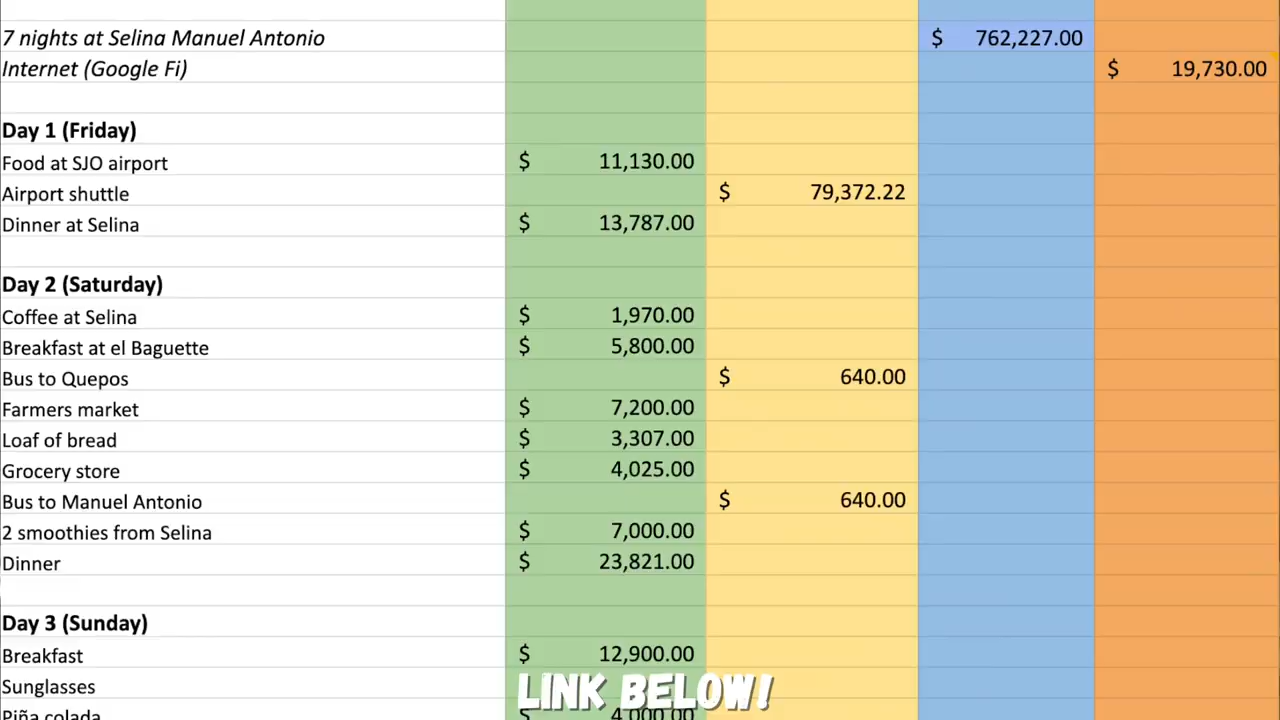 7 nights at Selina Manuel Antonio $ 762,227.00
Internet (Google Fi) $ 19,730.00
Day 1 (Friday)
Food at SJO airport $ 11,130.00
Airport shuttle $ 79,372.22
Dinner at Selina $ 13,787.00
Day 2 (Saturday)
Coffee at Selina $ 1,970.00
Breakfast at el Baguette $ 5,800.00
Bus to Quepos $ 640.00
Farmers market $ 7,200.00
Loaf of bread $ 3,307.00
Grocery store $ 4,025.00
Bus to Manuel Antonio $ 640.00
2 smoothies from Selina $ 7,000.00
Dinner $ 23,821.00
Day 3 (Sunday)
Breakfast $ 12,900.00
Sunglasses
LINK BELOW!
Piña colada $ 4,000.00